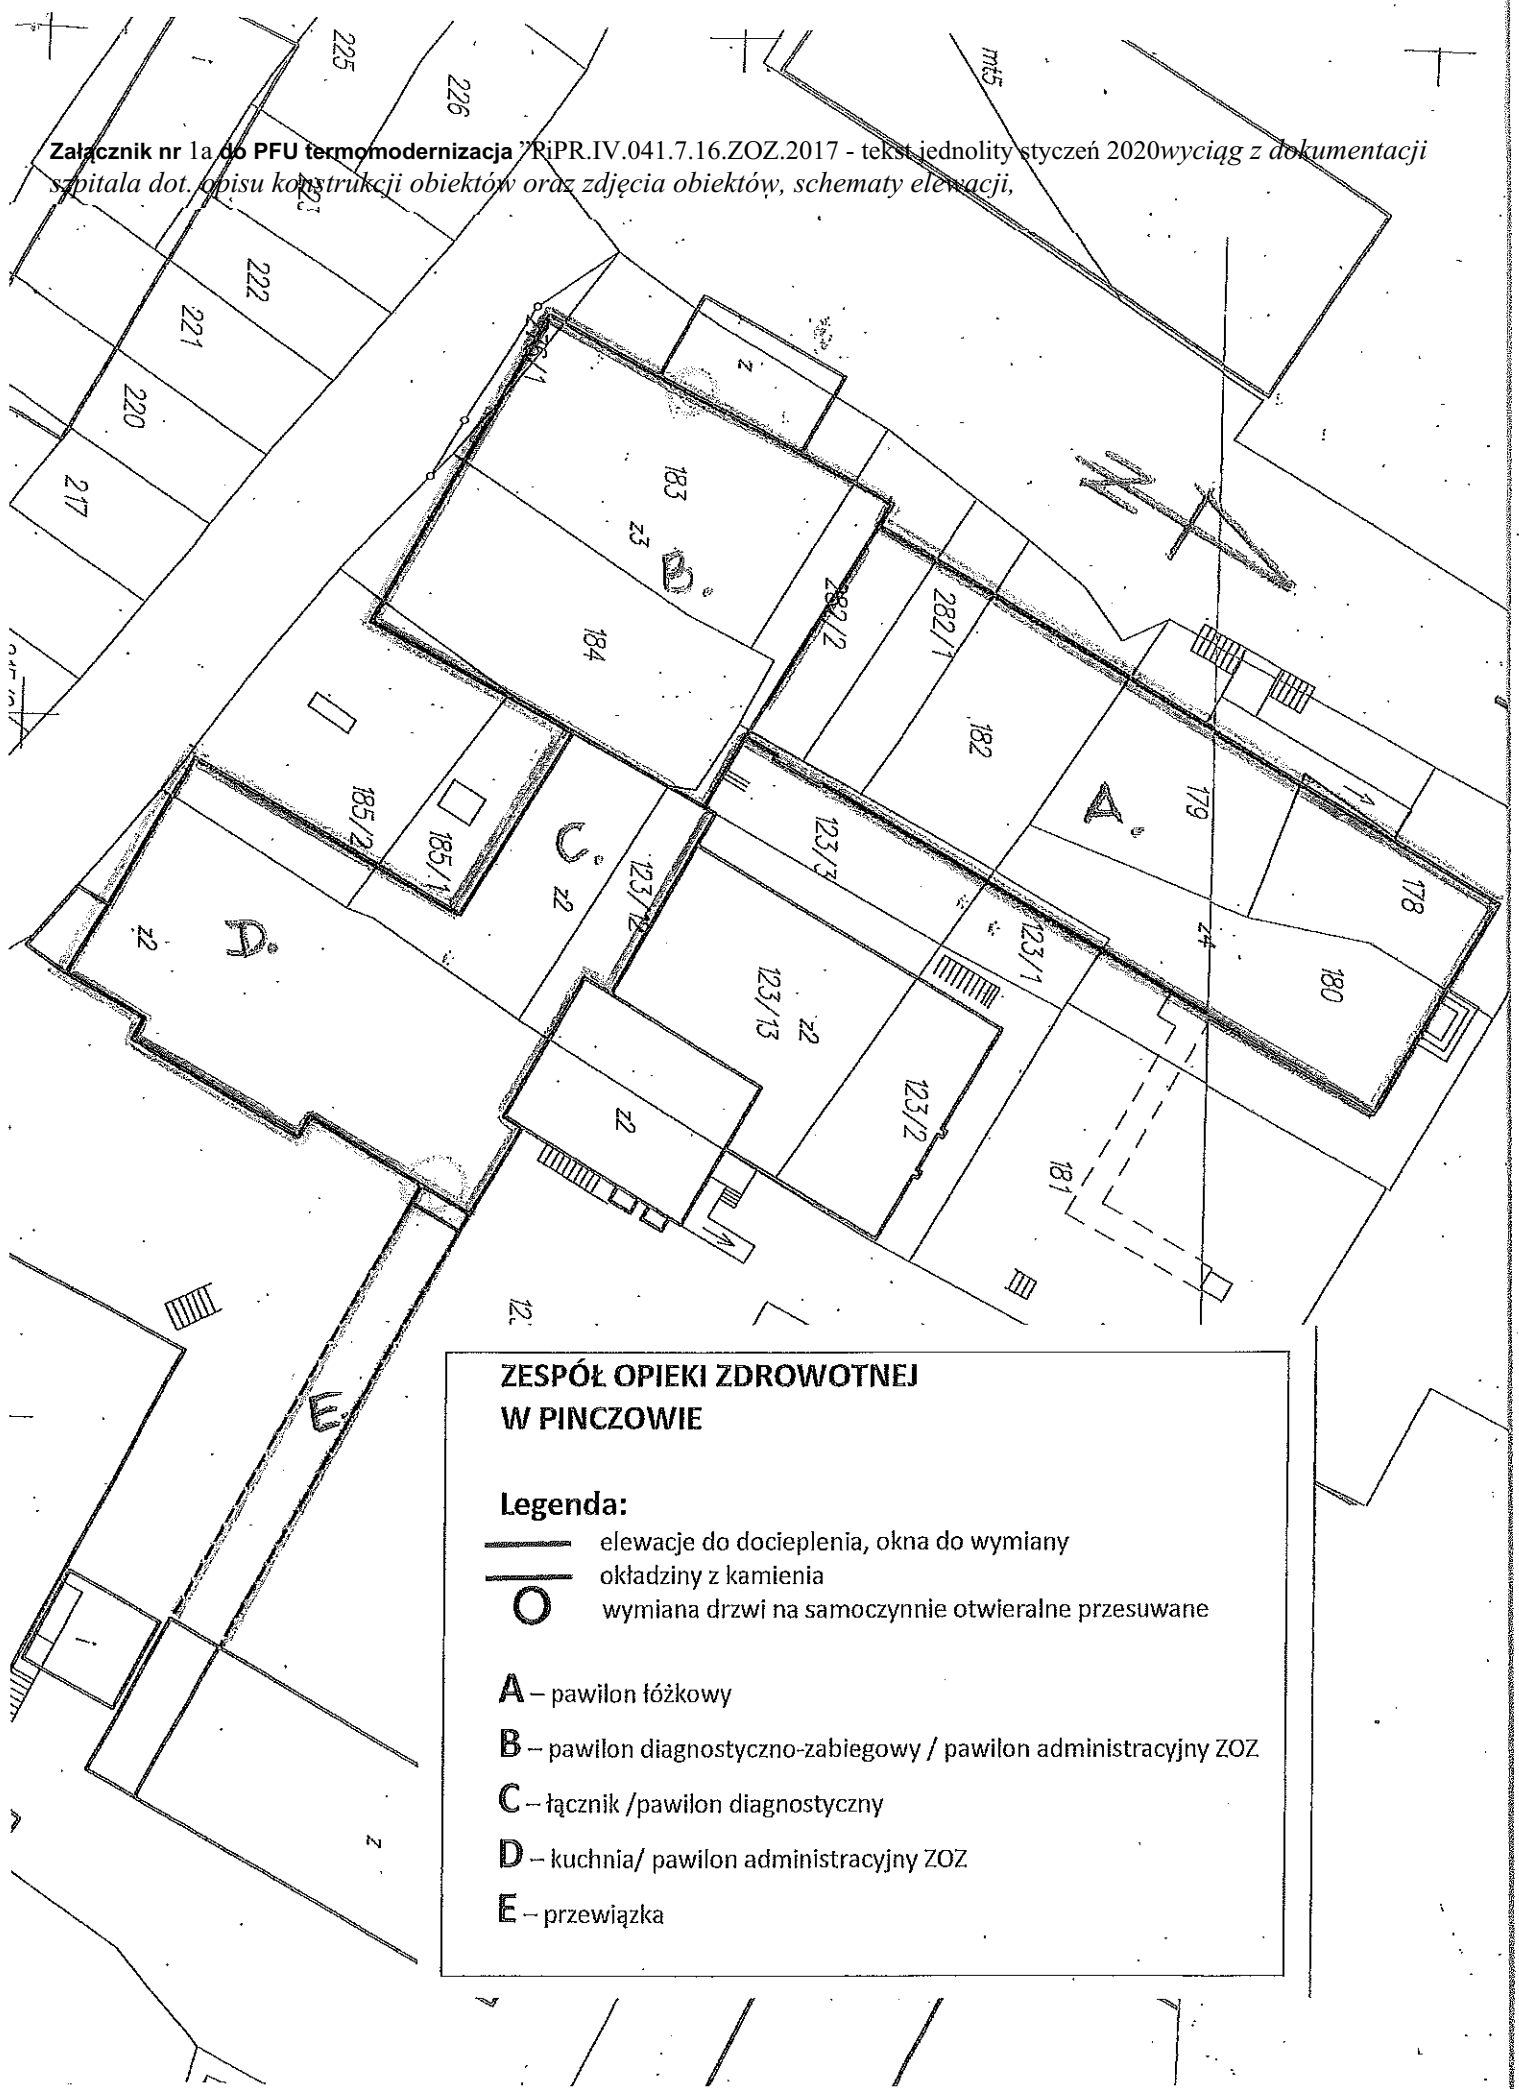 Załącznik nr 1a do PFU termomodernizacja "PiPR.IV.041.7.16.ZOZ.2017 - tekst jednolity styczeń 2020wyciąg z dokumentacji
szpitala dot. opisu konstrukcji obiektów oraz zdjęcia obiektów, schematy elewacji,
225
226
mt5
i
223
222
221
220
217
z
183
z3
B.
184
282/2
282/1
182
179
A.
178
z4
180
N
185/2
185/1
C.
z2
123/12
123/3
123/1
D.
z2
123/13
z2
123/2
z2
181
12.
E.
i
z
ZESPÓŁ OPIEKI ZDROWOTNEJ
W PINCZOWIE
Legenda:
elewacje do docieplenia, okna do wymiany
okładziny z kamienia
O wymiana drzwi na samoczynnie otwieralne przesuwane
A – pawilon łóżkowy
B – pawilon diagnostyczno-zabiegowy / pawilon administracyjny ZOZ
C – łącznik /pawilon diagnostyczny
D – kuchnia/ pawilon administracyjny ZOZ
E – przewiązka